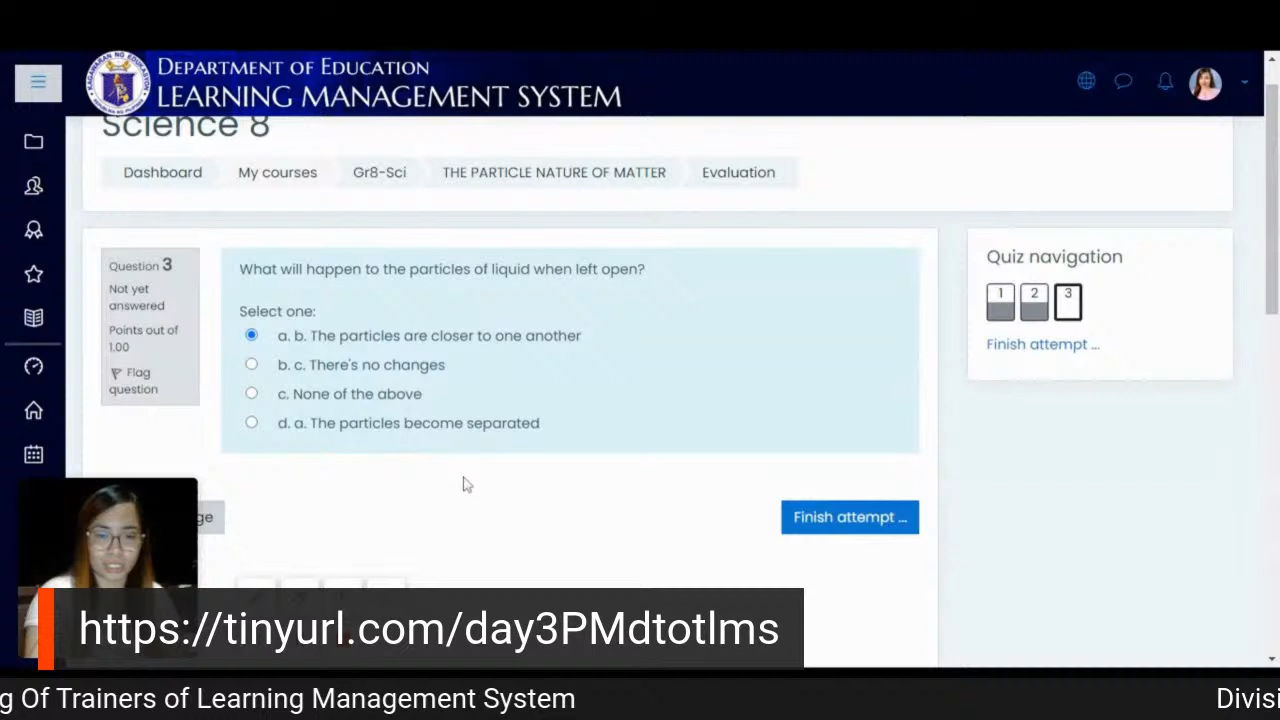 DEPARTMENT OF EDUCATION
LEARNING MANAGEMENT SYSTEM
Science 8
Dashboard
My courses
Gr8-Sci
THE PARTICLE NATURE OF MATTER
Evaluation
Question 3
Not yet
answered
Points out of
1.00
Flag
question
What will happen to the particles of liquid when left open?
Select one:
a. b. The particles are closer to one another
b. c. There's no changes
c. None of the above
d. a. The particles become separated
Quiz navigation
1 2 3
Finish attempt ...
ge
Finish attempt ...
https://tinyurl.com/day3PMdtotlms
g Of Trainers of Learning Management System
Divisi